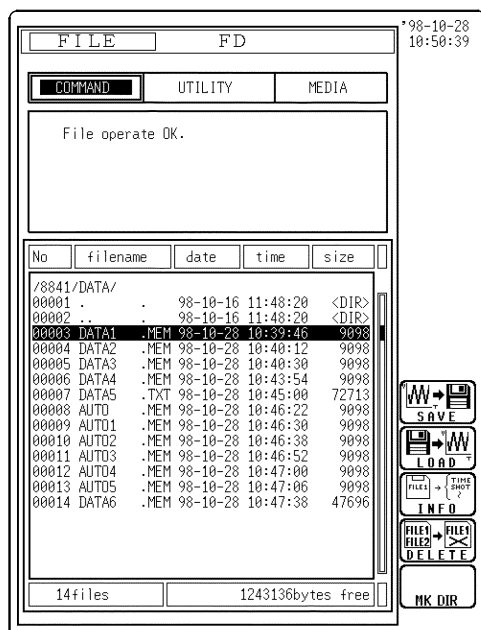 '98-10-28
10:50:39
FILE FD
COMMAND UTILITY MEDIA
File operate OK.
No filename date time size
/8841/DATA/
00001 . . 98-10-16 11:48:20 <DIR>
00002 .. . 98-10-16 11:48:20 <DIR>
00003 DATA1 .MEM 98-10-28 10:39:46 9098
00004 DATA2 .MEM 98-10-28 10:40:12 9098
00005 DATA3 .MEM 98-10-28 10:40:30 9098
00006 DATA4 .MEM 98-10-28 10:43:54 9098
00007 DATA5 .TXT 98-10-28 10:45:00 72713
00008 AUTO .MEM 98-10-28 10:46:22 9098
00009 AUTO1 .MEM 98-10-28 10:46:30 9098
00010 AUTO2 .MEM 98-10-28 10:46:38 9098
00011 AUTO3 .MEM 98-10-28 10:46:52 9098
00012 AUTO4 .MEM 98-10-28 10:47:00 9098
00013 AUTO5 .MEM 98-10-28 10:47:06 9098
00014 DATA6 .MEM 98-10-28 10:47:38 47696
14files 1243136bytes free
SAVE
LOAD
FILE1 TIME SHOT
INFO
FILE1 FILE2 FILE1
DELETE
MK DIR